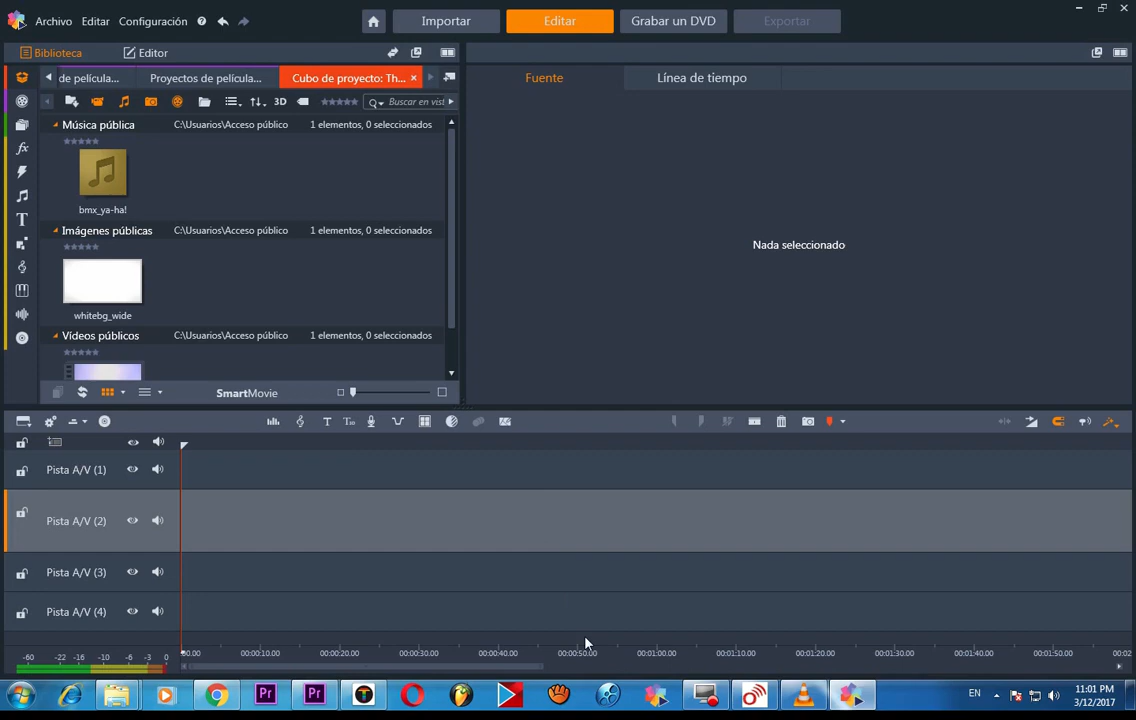 Archivo Editar Configuración ? Importar Editar Grabar un DVD Exportar
Biblioteca Editor
de película... Proyectos de película... Cubo de proyecto: Th... × Fuente Línea de tiempo
3D Buscar en vist
Música pública C:\Usuarios\Acceso público 1 elementos, 0 seleccionados
bmx_ya-ha!
Imágenes públicas C:\Usuarios\Acceso público 1 elementos, 0 seleccionados
Nada seleccionado
whitebg_wide
Vídeos públicos C:\Usuarios\Acceso público 1 elementos, 0 seleccionados
SmartMovie
Pista A/V (1)
Pista A/V (2)
Pista A/V (3)
Pista A/V (4)
-60 -22 -16 -10 -6 -3 0 00.00 00:00:10.00 00:00:20.00 00:00:30.00 00:00:40.00 00:00:50.00 00:01:00.00 00:01:10.00 00:01:20.00 00:01:30.00 00:01:40.00 00:01:50.00 00:02
Pr Pr EN 11:01 PM
3/12/2017